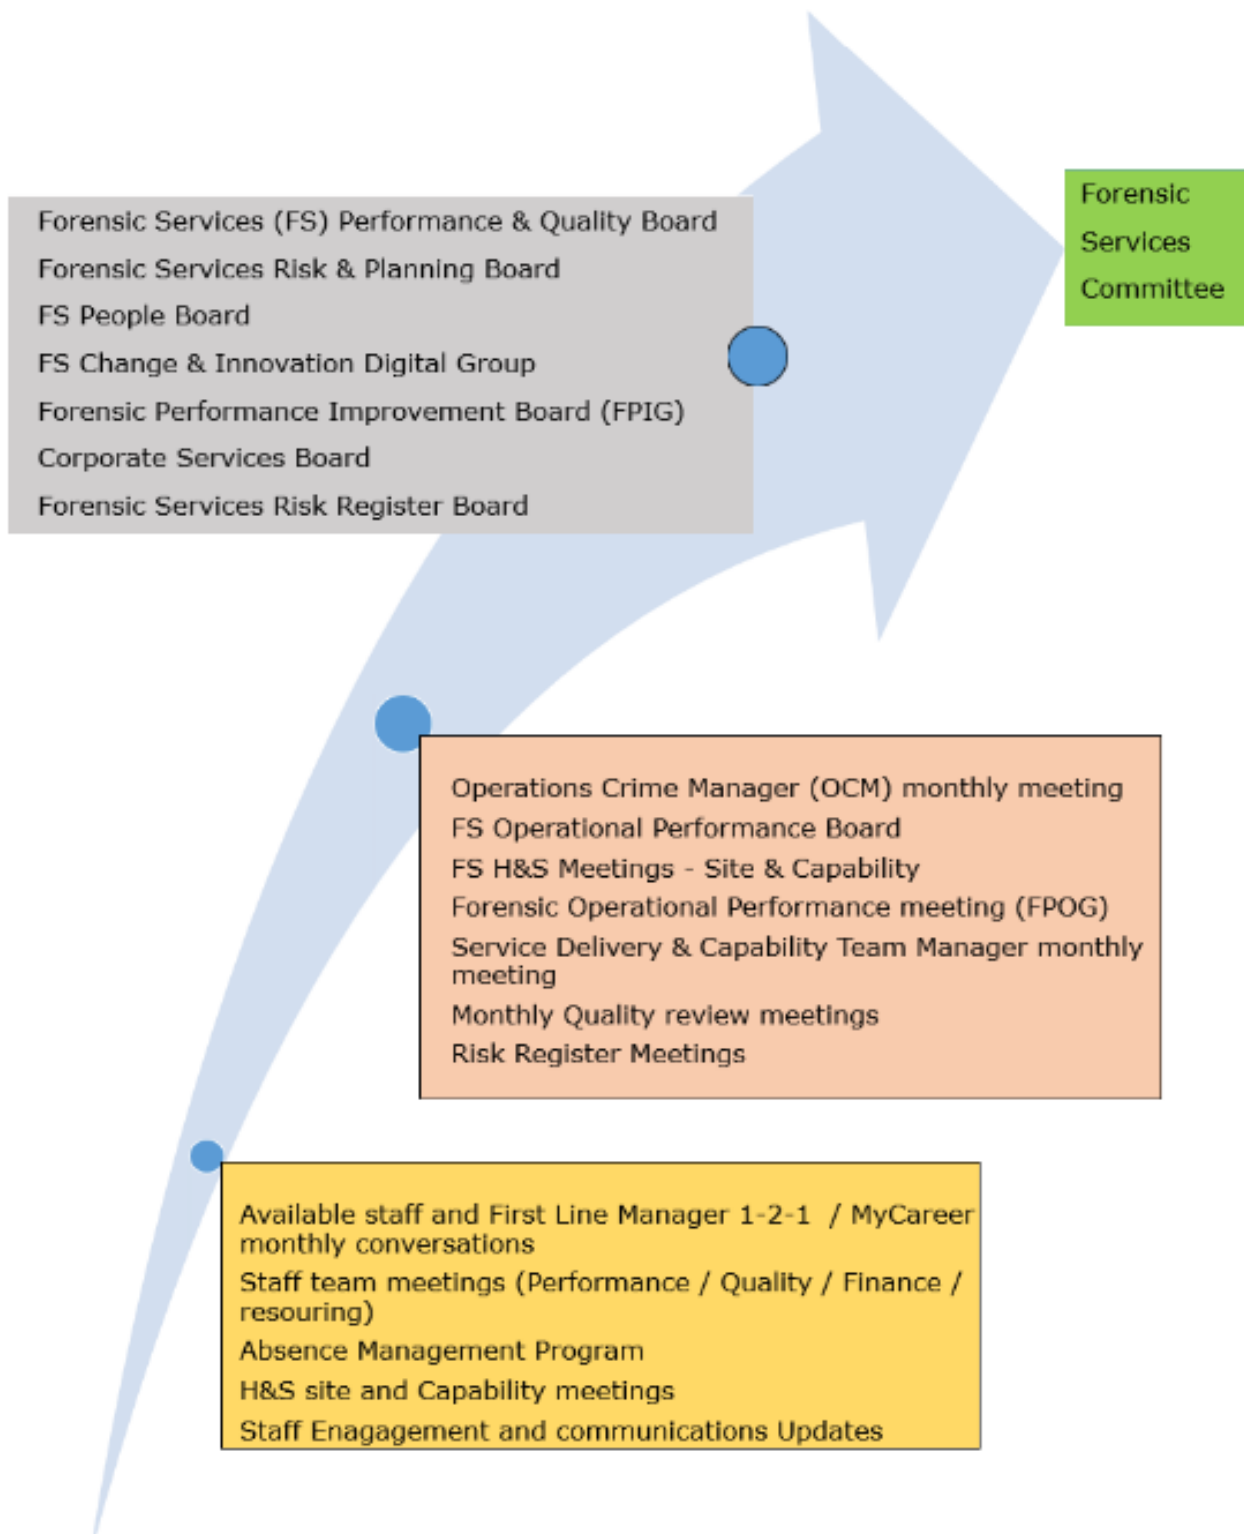 Forensic Services (FS) Performance & Quality Board
Forensic Services Risk & Planning Board
FS People Board
FS Change & Innovation Digital Group
Forensic Performance Improvement Board (FPIG)
Corporate Services Board
Forensic Services Risk Register Board
Forensic
Services
Committee
Operations Crime Manager (OCM) monthly meeting
FS Operational Performance Board
FS H&S Meetings - Site & Capability
Forensic Operational Performance meeting (FPOG)
Service Delivery & Capability Team Manager monthly
meeting
Monthly Quality review meetings
Risk Register Meetings
Available staff and First Line Manager 1-2-1 / MyCareer
monthly conversations
Staff team meetings (Performance / Quality / Finance /
resouring)
Absence Management Program
H&S site and Capability meetings
Staff Enagagement and communications Updates